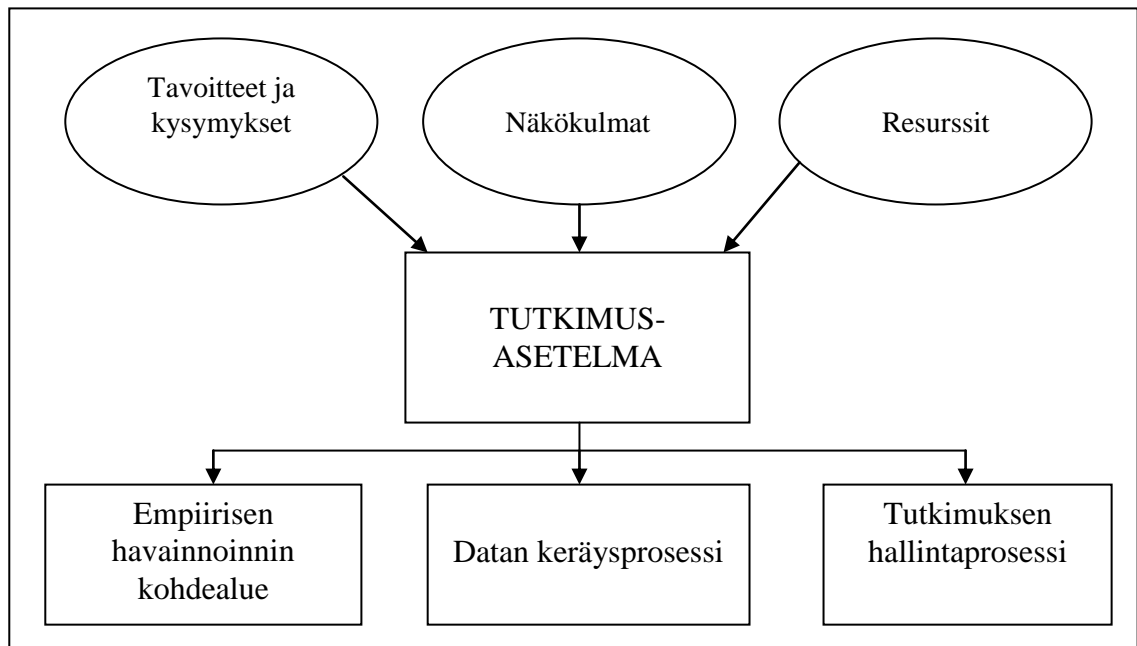 Tavoitteet ja
kysymykset
Näkökulmat
Resurssit
TUTKIMUS-
ASETELMA
Empiirisen
havainnoinnin
kohdealue
Datan keräysprosessi
Tutkimuksen
hallintaprosessi